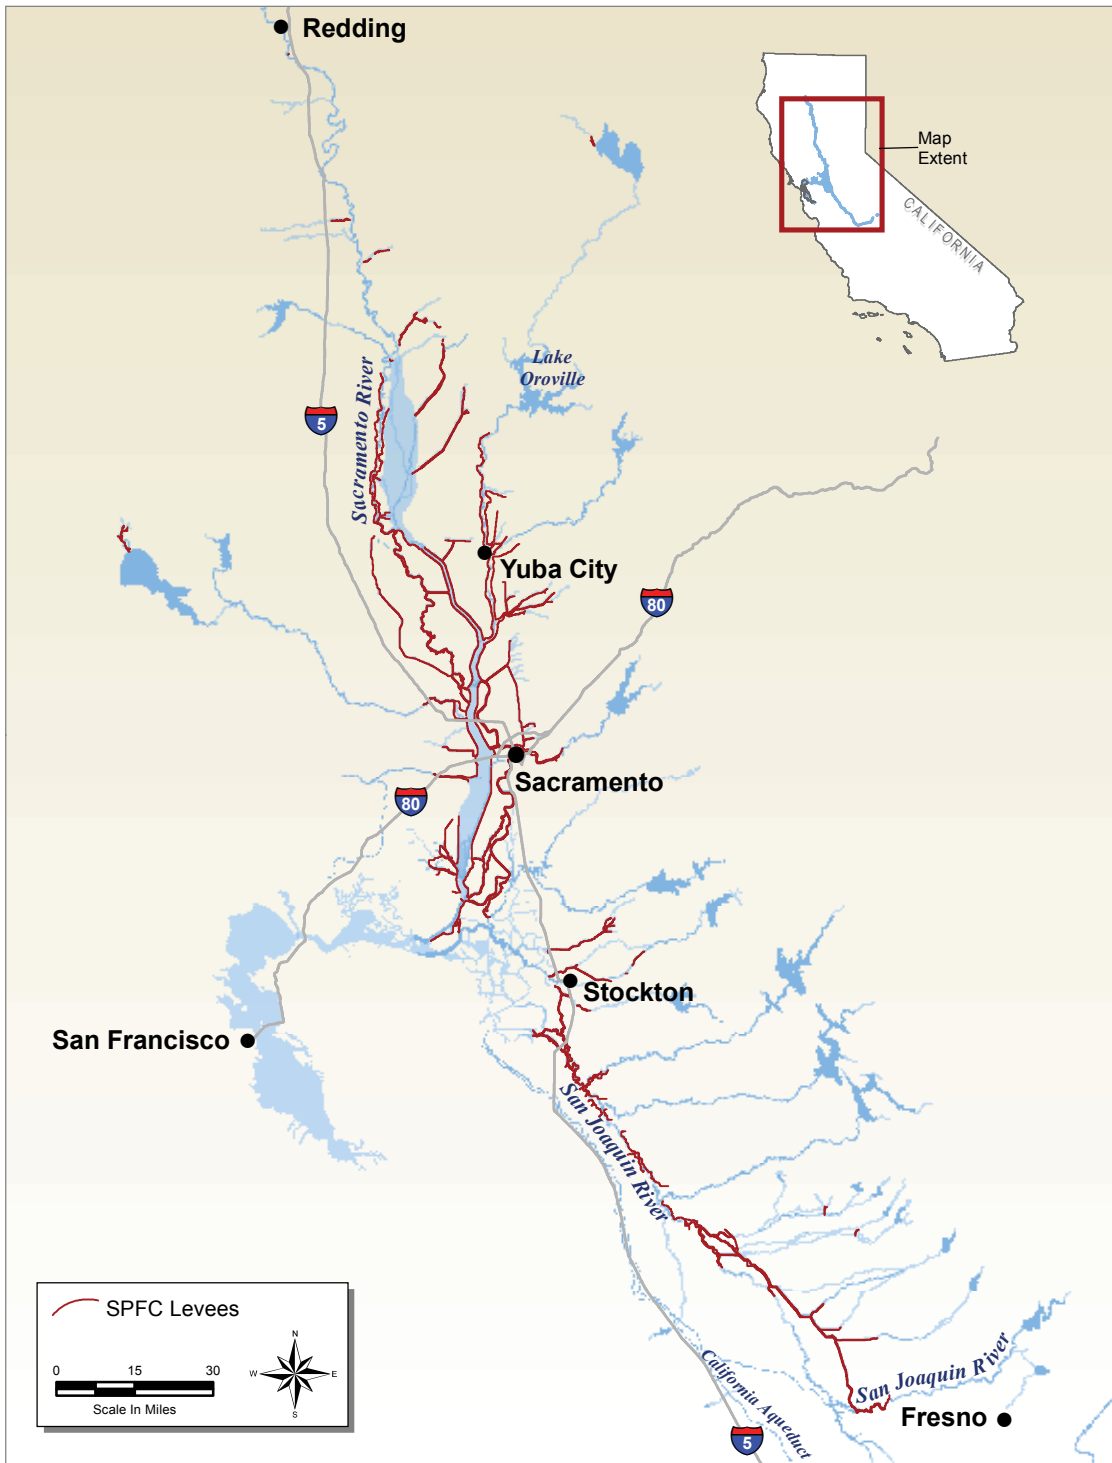 Redding
Map
Extent
CALIFORNIA
Lake
Oroville
Sacramento River
5
Yuba City
80
Sacramento
80
Stockton
San Francisco
San Joaquin River
SPFC Levees
0 15 30
Scale In Miles
N
W E
S
California Aqueduct
San Joaquin River
Fresno
5